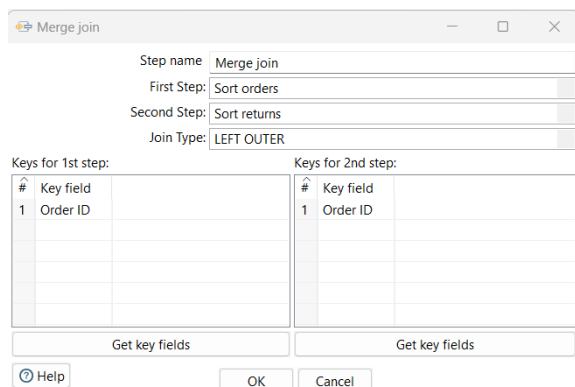 Merge join
Step name Merge join
First Step: Sort orders
Second Step: Sort returns
Join Type: LEFT OUTER
Keys for 1st step: Keys for 2nd step:
# Key field # Key field
1 Order ID 1 Order ID
Get key fields Get key fields
Help OK Cancel